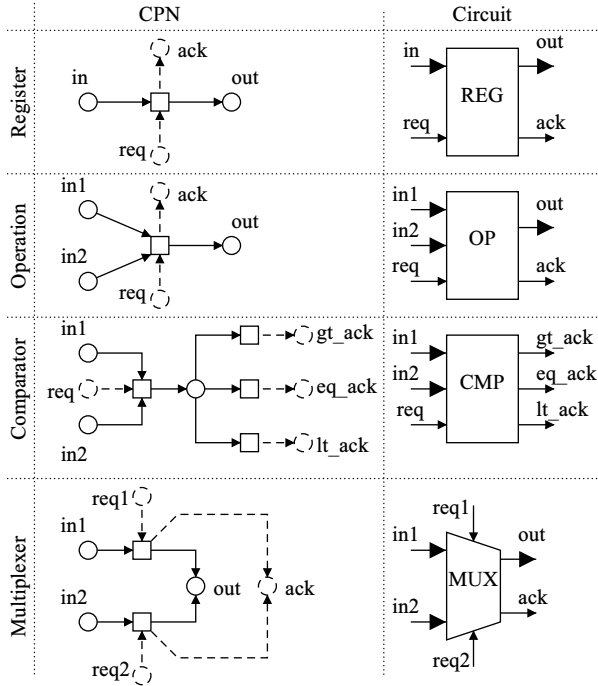 CPN
Circuit
Register
in
ack
out
req
in
out
REG
req
ack
Operation
in1
ack
out
in2
req
in1
out
in2
OP
req
ack
Comparator
in1
gt_ack
req
eq_ack
in2
lt_ack
in1
gt_ack
in2
CMP
eq_ack
req
lt_ack
Multiplexer
req1
in1
out
ack
in2
req2
req1
in1
out
MUX
in2
ack
req2